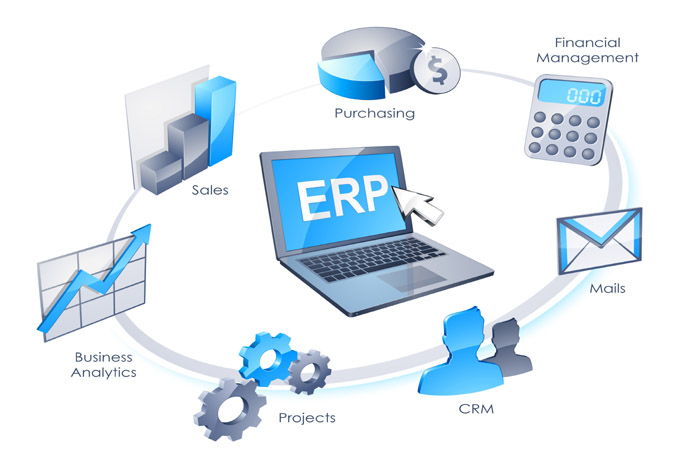 Financial
Management
Purchasing
000
$
Sales
ERP
Mails
Business
Analytics
CRM
Projects